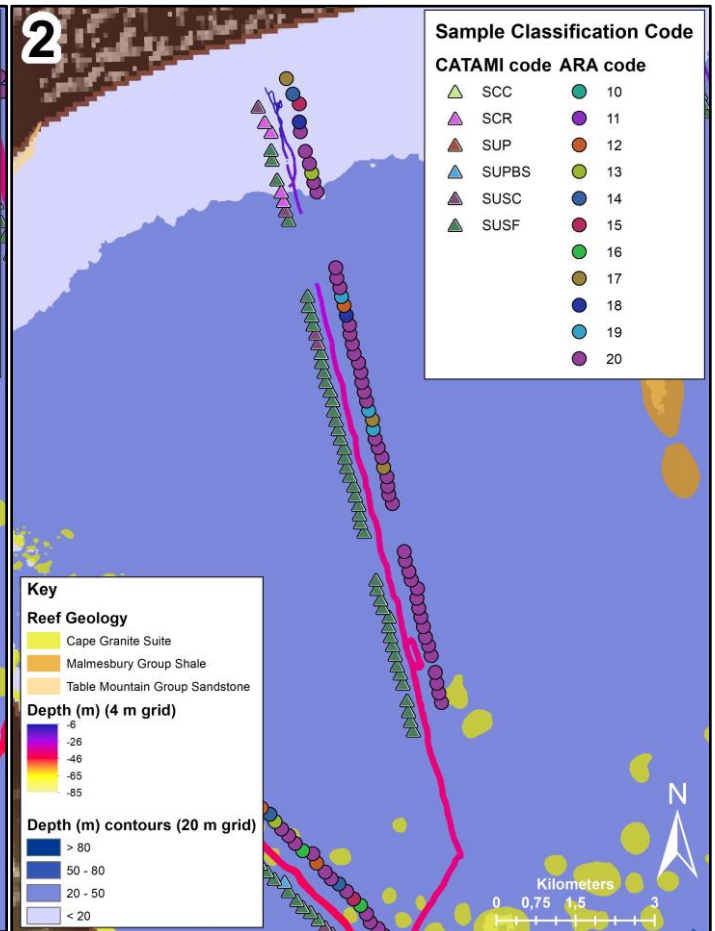 2
Sample Classification Code
CATAMI code ARA code
SCC 10
SCR 11
SUP 12
SUPBS 13
SUSC 14
SUSF 15
16
17
18
19
20
Key
Reef Geology
Cape Granite Suite
Malmesbury Group Shale
Table Mountain Group Sandstone
Depth (m) (4 m grid)
-6
-26
-46
-65
-85
Depth (m) contours (20 m grid)
> 80
50 - 80
20 - 50
< 20
N
Kilometers
0 0,75 1,5 3